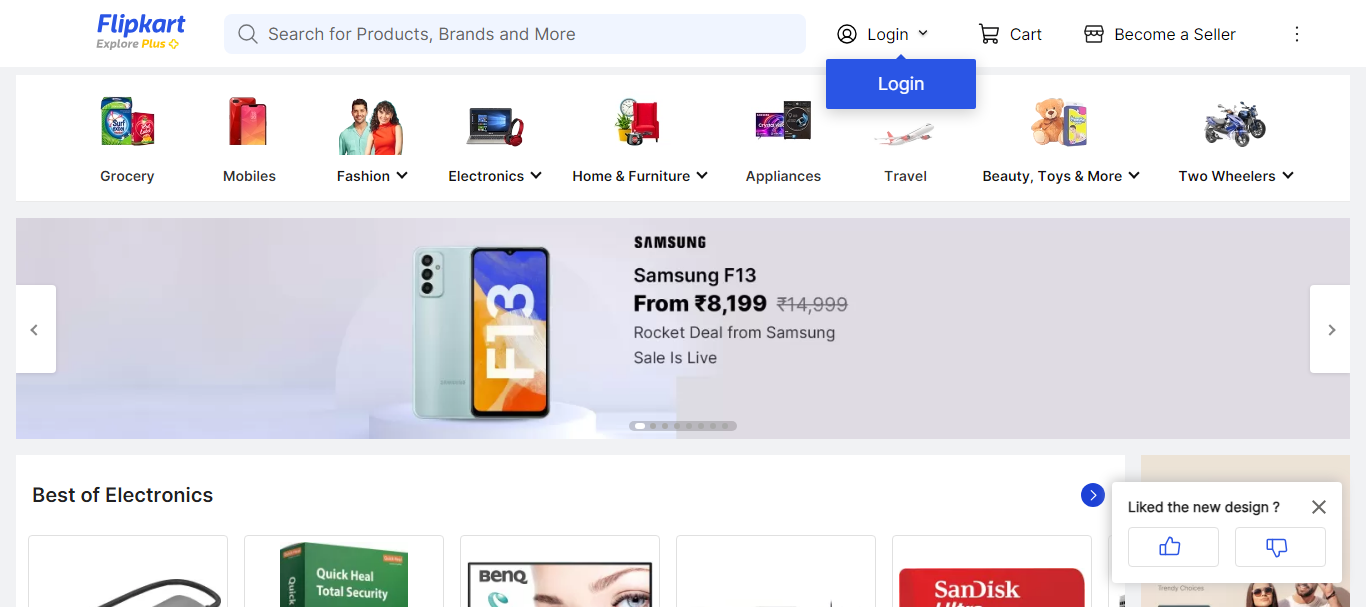 Flipkart
Explore Plus
Search for Products, Brands and More
Login
Cart
Become a Seller
Login
Grocery
Mobiles
Fashion
Electronics
Home & Furniture
Appliances
Travel
Beauty, Toys & More
Two Wheelers
SAMSUNG
Samsung F13
From ₹8,199 ₹14,999
Rocket Deal from Samsung
Sale Is Live
F13
SAMSUNG
Best of Electronics
Liked the new design ?
Quick Heal
Total Security
Quick Heal
BenQ
SanDisk
Ultra
Trendy Choices